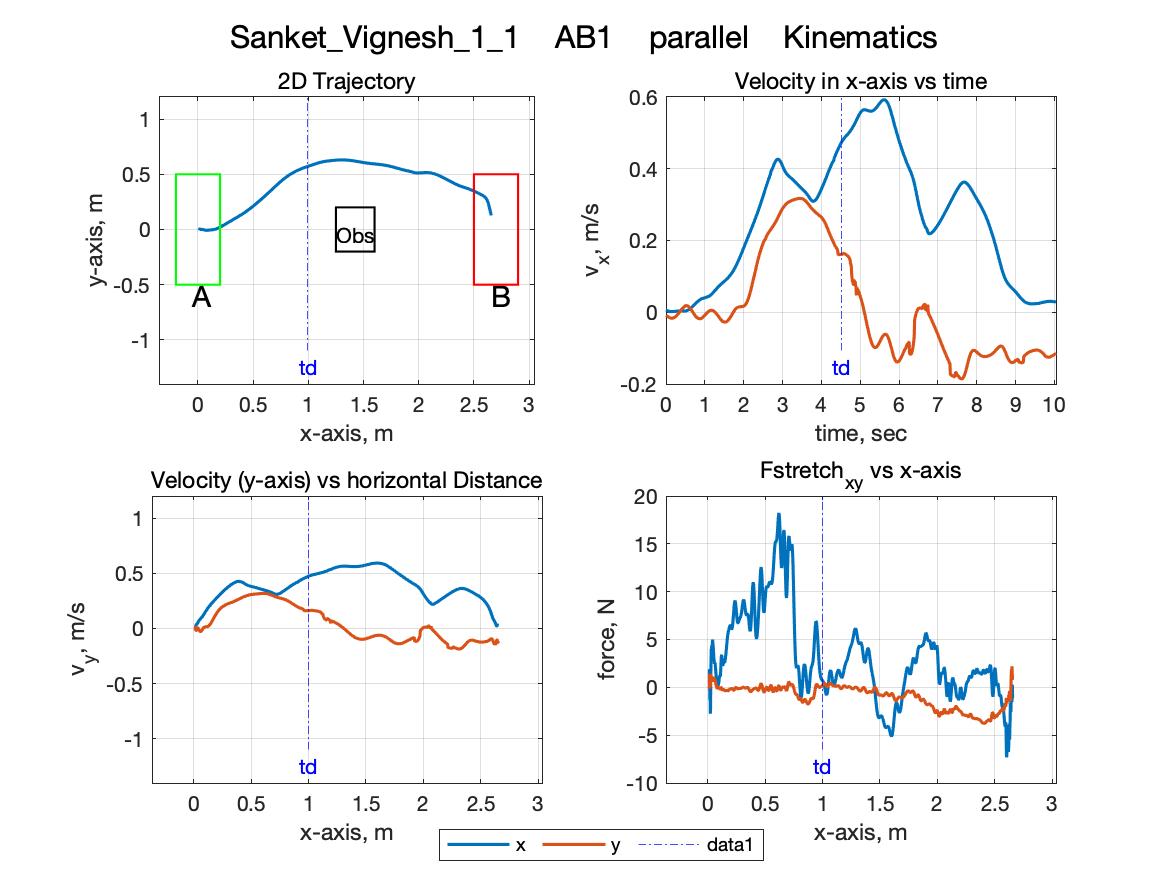 Sanket_Vignesh_1_1 AB1 parallel Kinematics
2D Trajectory
1
0.5
0
-0.5
-1
y-axis, m
A
Obs
B
td
0 0.5 1 1.5 2 2.5 3
x-axis, m
Velocity in x-axis vs time
0.6
0.4
0.2
0
-0.2
vx, m/s
td
0 1 2 3 4 5 6 7 8 9 10
time, sec
Velocity (y-axis) vs horizontal Distance
1
0.5
0
-0.5
-1
vy, m/s
td
0 0.5 1 1.5 2 2.5 3
x-axis, m
Fstretchxy vs x-axis
20
15
10
5
0
-5
-10
force, N
td
0 0.5 1 1.5 2 2.5 3
x-axis, m
x y data1